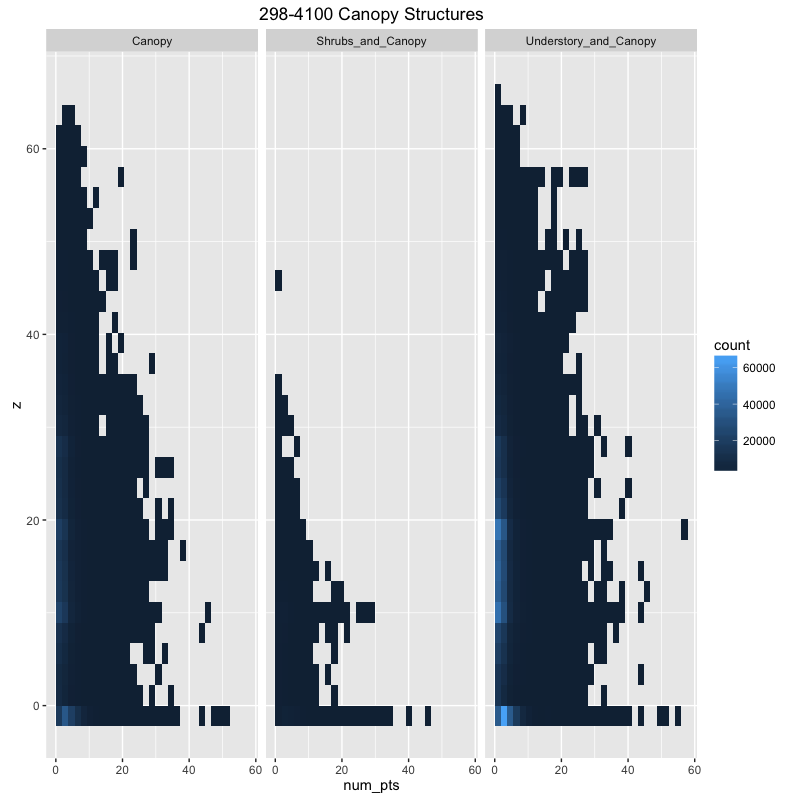 298-4100 Canopy Structures
Canopy
Shrubs_and_Canopy
Understory_and_Canopy
60
40
20
0
z
0 20 40 60
0 20 40 60
0 20 40 60
num_pts
count
60000
40000
20000